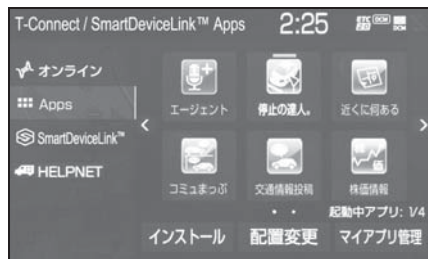 T-Connect / SmartDeviceLink™ Apps 2:25 ETC DCM
オンライン
Apps
SmartDeviceLink™
HELPNET
エージェント 停止の達人。 近くに何ある
コミュまっぷ 交通情報投稿 株価情報
起動中アプリ: 1/4
インストール 配置変更 マイアプリ管理